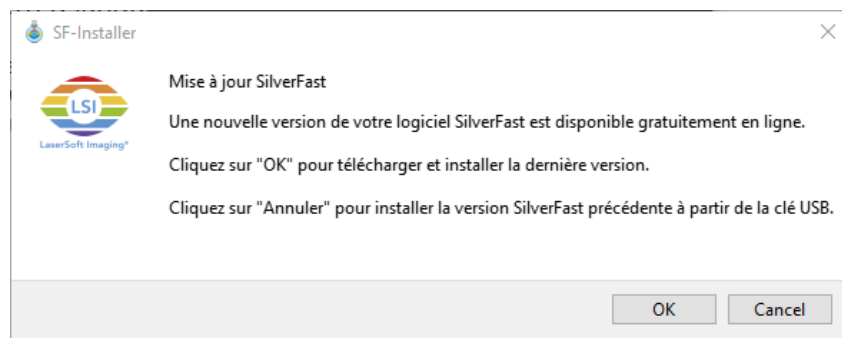 SF-Installer
LSI
LaserSoft Imaging®
Mise à jour SilverFast
Une nouvelle version de votre logiciel SilverFast est disponible gratuitement en ligne.
Cliquez sur "OK" pour télécharger et installer la dernière version.
Cliquez sur "Annuler" pour installer la version SilverFast précédente à partir de la clé USB.
OK
Cancel